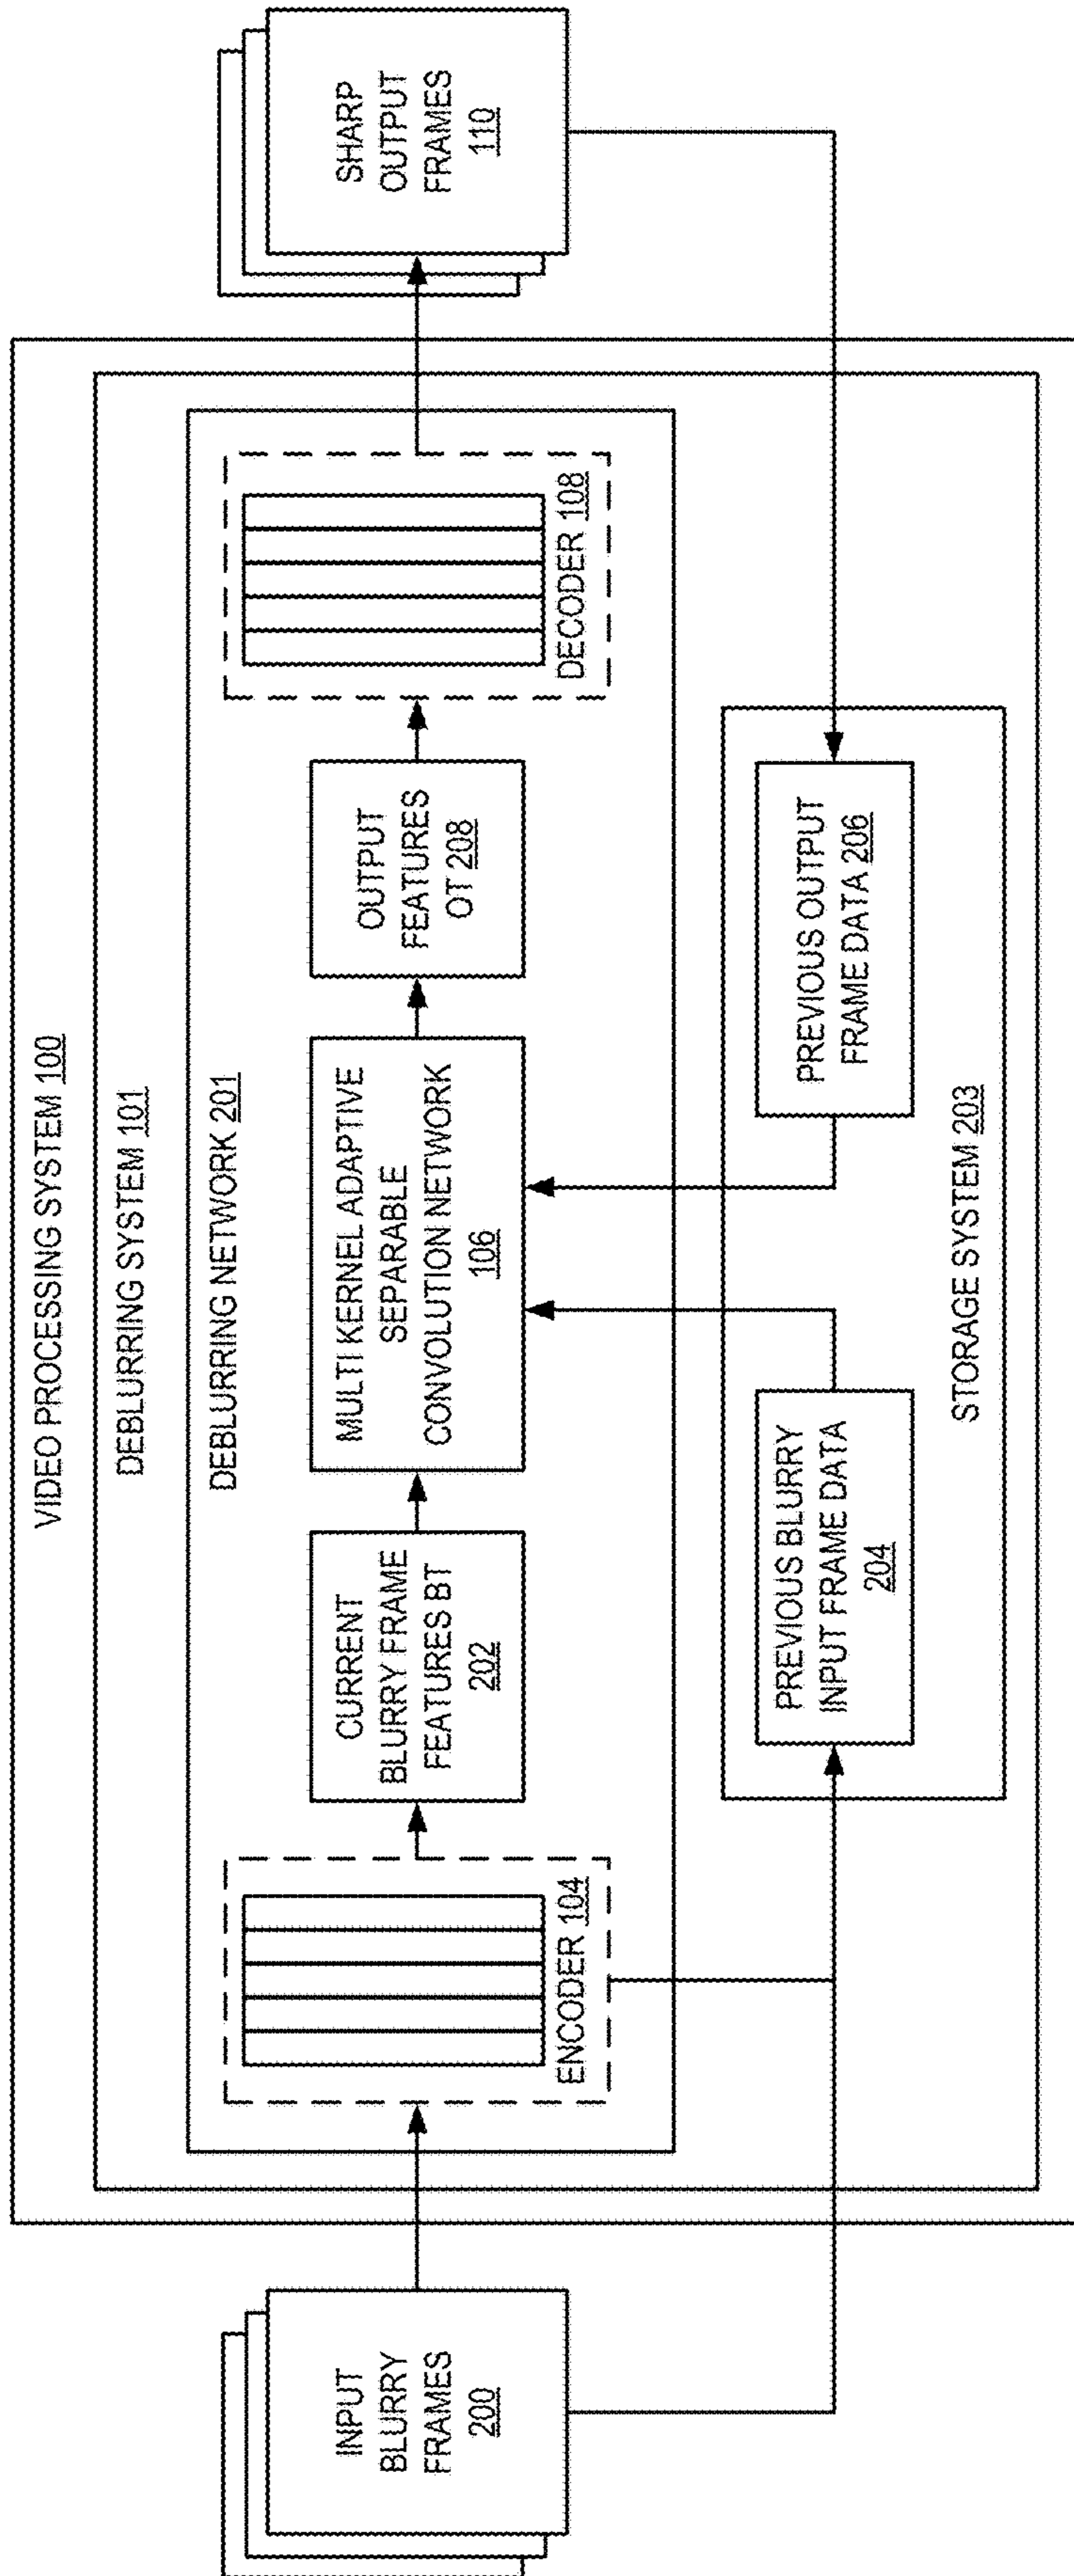 VIDEO PROCESSING SYSTEM 100
DEBLURRING SYSTEM 101
DEBLURRING NETWORK 201
INPUT
BLURRY
FRAMES
200
ENCODER 104
CURRENT
BLURRY FRAME
FEATURES BT
202
MULTI KERNEL ADAPTIVE
SEPARABLE
CONVOLUTION NETWORK
106
OUTPUT
FEATURES
OT 208
DECODER 108
SHARP
OUTPUT
FRAMES
110
PREVIOUS BLURRY
INPUT FRAME DATA
204
PREVIOUS OUTPUT
FRAME DATA 206
STORAGE SYSTEM 203